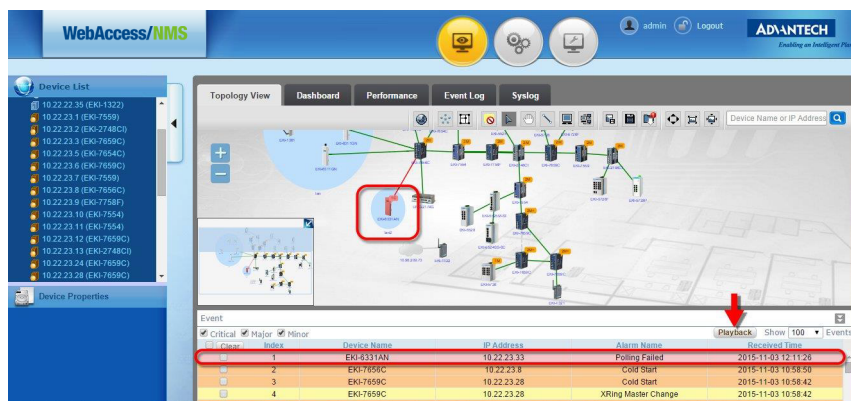 WebAccess/NMS
admin
Logout
ADVANTECH
Enabling an Intelligent Pla
Device List
10.22.22.35 (EKI-1322)
10.22.23.1 (EKI-7559)
10.22.23.2 (EKI-2748CI)
10.22.23.3 (EKI-7659C)
10.22.23.5 (EKI-7654C)
10.22.23.6 (EKI-7659C)
10.22.23.7 (EKI-7559)
10.22.23.8 (EKI-7656C)
10.22.23.9 (EKI-7758F)
10.22.23.10 (EKI-7554)
10.22.23.11 (EKI-7554)
10.22.23.12 (EKI-7659C)
10.22.23.13 (EKI-2748CI)
10.22.23.24 (EKI-7659C)
10.22.23.28 (EKI-7659C)
Device Properties
Topology View Dashboard Performance Event Log Syslog
Device Name or IP Address
Event
Critical Major Minor
Playback Show 100 Events
Clear Index Device Name IP Address Alarm Name Received Time
1 EKI-6331AN 10.22.23.33 Polling Failed 2015-11-03 12:11:26
2 EKI-7656C 10.22.23.8 Cold Start 2015-11-03 10:58:50
3 EKI-7659C 10.22.23.28 Cold Start 2015-11-03 10:58:42
4 EKI-7659C 10.22.23.28 XRing Master Change 2015-11-03 10:58:42